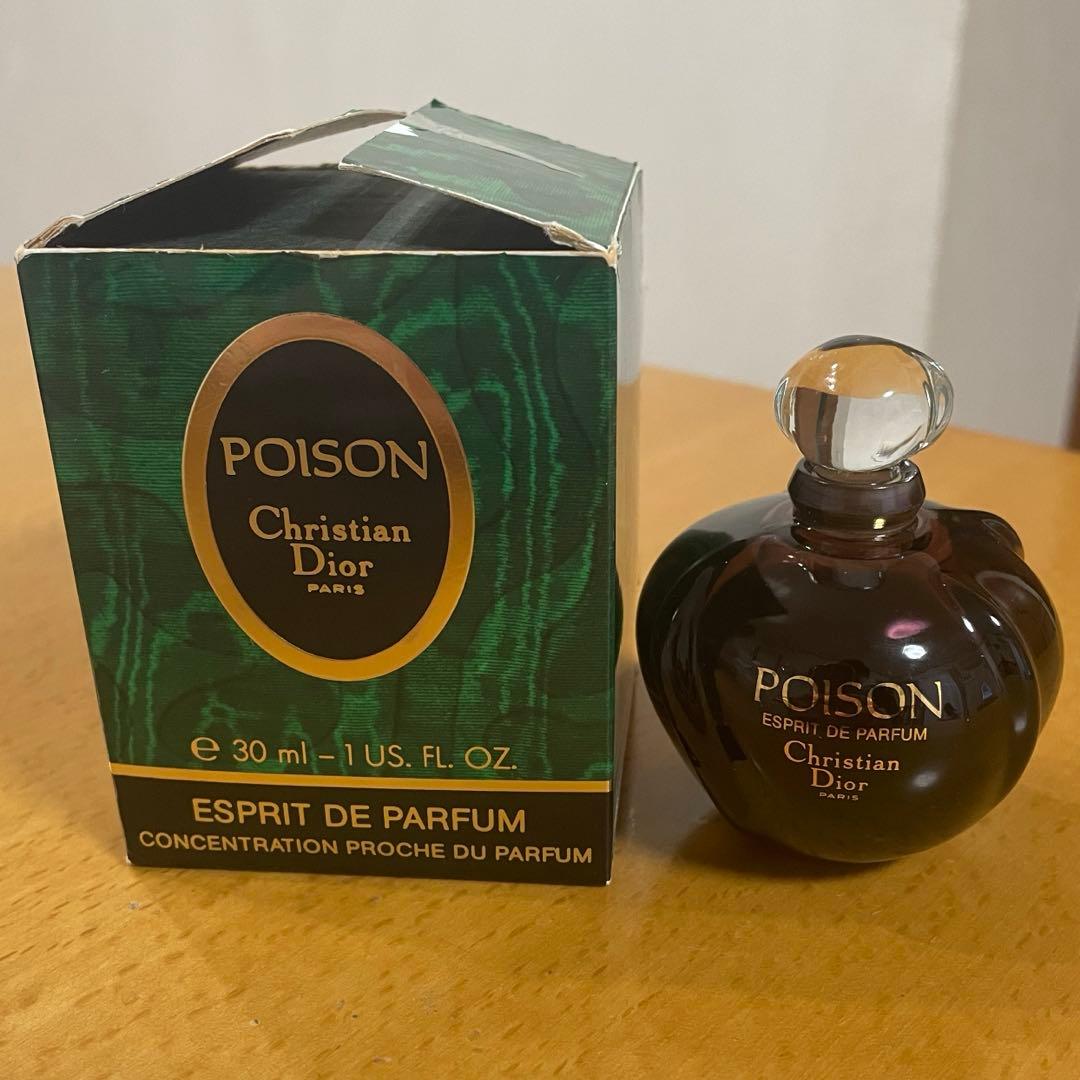 POISON
Christian
Dior
PARIS
e 30 ml – 1 US. FL. OZ.
ESPRIT DE PARFUM
CONCENTRATION PROCHE DU PARFUM
POISON
ESPRIT DE PARFUM
Christian
Dior
PARIS